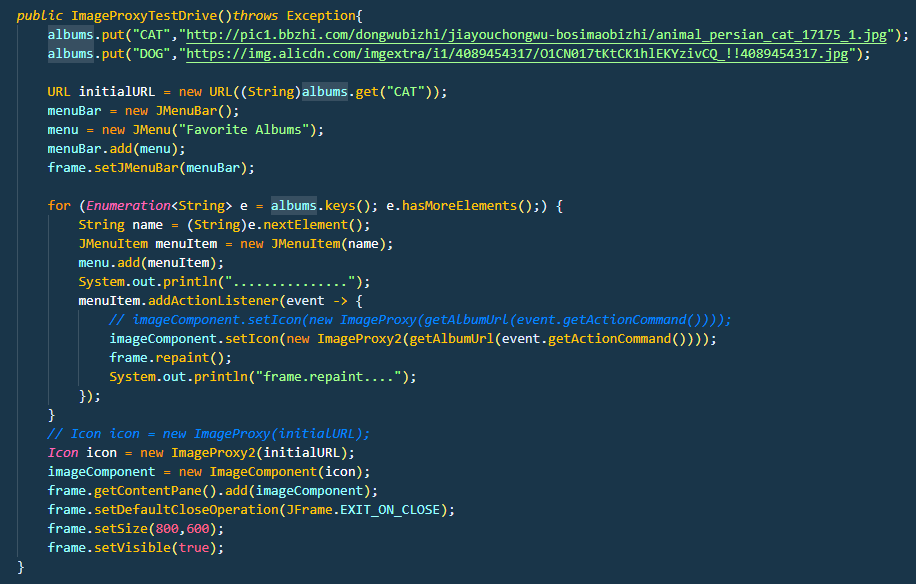 public ImageProxyTestDrive()throws Exception{
albums.put("CAT","http://pic1.bbzhi.com/dongwubizhi/jiayouchongwu-bosimaobizhi/animal_persian_cat_17175_1.jpg");
albums.put("DOG","https://img.alicdn.com/imgextra/i1/4089454317/O1CN017tKtCK1hlEKYzivCQ_!!4089454317.jpg");
URL initialURL = new URL((String)albums.get("CAT"));
menuBar = new JMenuBar();
menu = new JMenu("Favorite Albums");
menuBar.add(menu);
frame.setJMenuBar(menuBar);
for (Enumeration<String> e = albums.keys(); e.hasMoreElements();) {
String name = (String)e.nextElement();
JMenuItem menuItem = new JMenuItem(name);
menu.add(menuItem);
System.out.println("...............");
menuItem.addActionListener(event -> {
// imageComponent.setIcon(new ImageProxy(getAlbumUrl(event.getActionCommand())));
imageComponent.setIcon(new ImageProxy2(getAlbumUrl(event.getActionCommand())));
frame.repaint();
System.out.println("frame.repaint....");
});
}
// Icon icon = new ImageProxy(initialURL);
Icon icon = new ImageProxy2(initialURL);
imageComponent = new ImageComponent(icon);
frame.getContentPane().add(imageComponent);
frame.setDefaultCloseOperation(JFrame.EXIT_ON_CLOSE);
frame.setSize(800,600);
frame.setVisible(true);
}